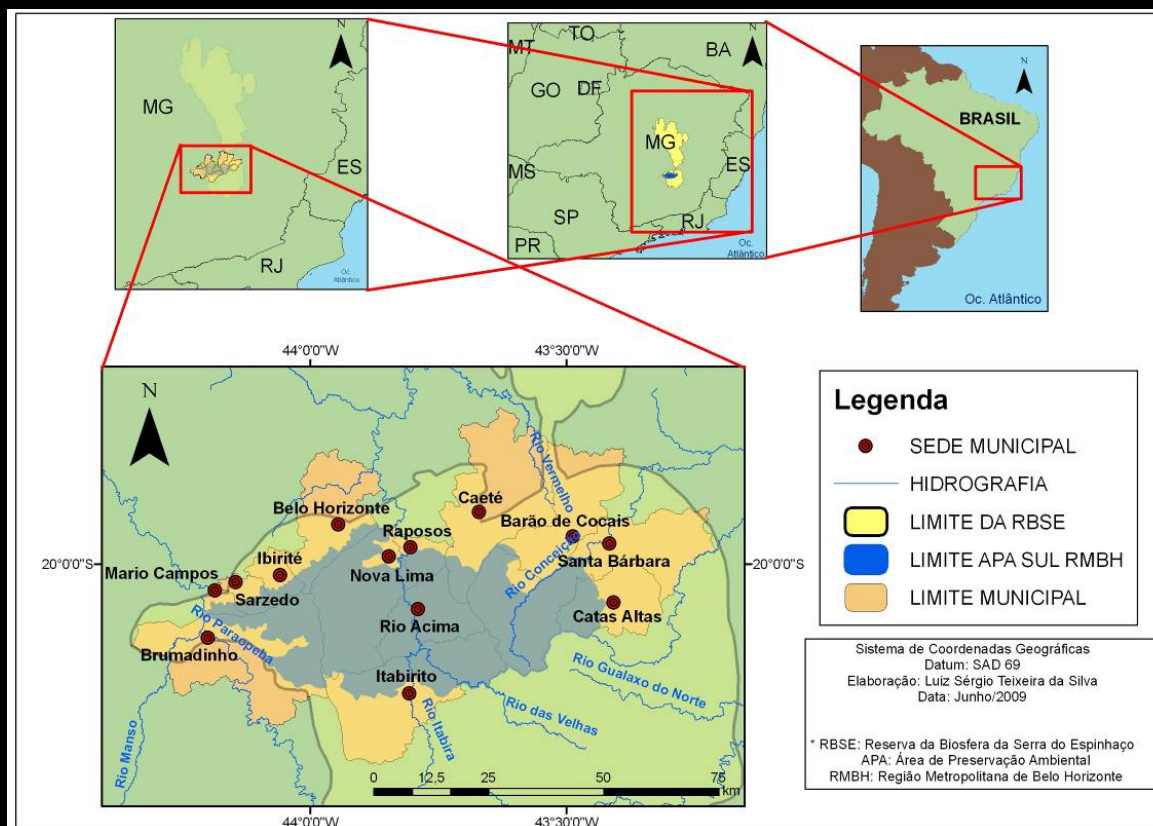 N
MG
ES
RJ
Oc.
Atlântico
N
MT
TO
BA
GO
DF
MG
ES
MS
SP
RJ
PR
Oc.
Atlântico
N
BRASIL
Oc. Atlântico
44°0'0"W
43°30'0"W
N
Rio Vermelho
Caeté
Belo Horizonte
Barão de Cocais
Raposos
Ibirité
Santa Bárbara
20°0'0"S
20°0'0"S
Mario Campos
Nova Lima
Rio Conceição
Sarzedo
Catas Altas
Rio Acima
Rio Paraopeba
Brumadinho
Itabirito
Rio Gualaxo do Norte
Rio das Velhas
Rio Itabira
Rio Manso
0 12,5 25 50 75
km
44°0'0"W
43°30'0"W
Legenda
SEDE MUNICIPAL
HIDROGRAFIA
LIMITE DA RBSE
LIMITE APA SUL RMBH
LIMITE MUNICIPAL
Sistema de Coordenadas Geográficas
Datum: SAD 69
Elaboração: Luiz Sérgio Teixeira da Silva
Data: Junho/2009
* RBSE: Reserva da Biosfera da Serra do Espinhaço
APA: Área de Preservação Ambiental
RMBH: Região Metropolitana de Belo Horizonte